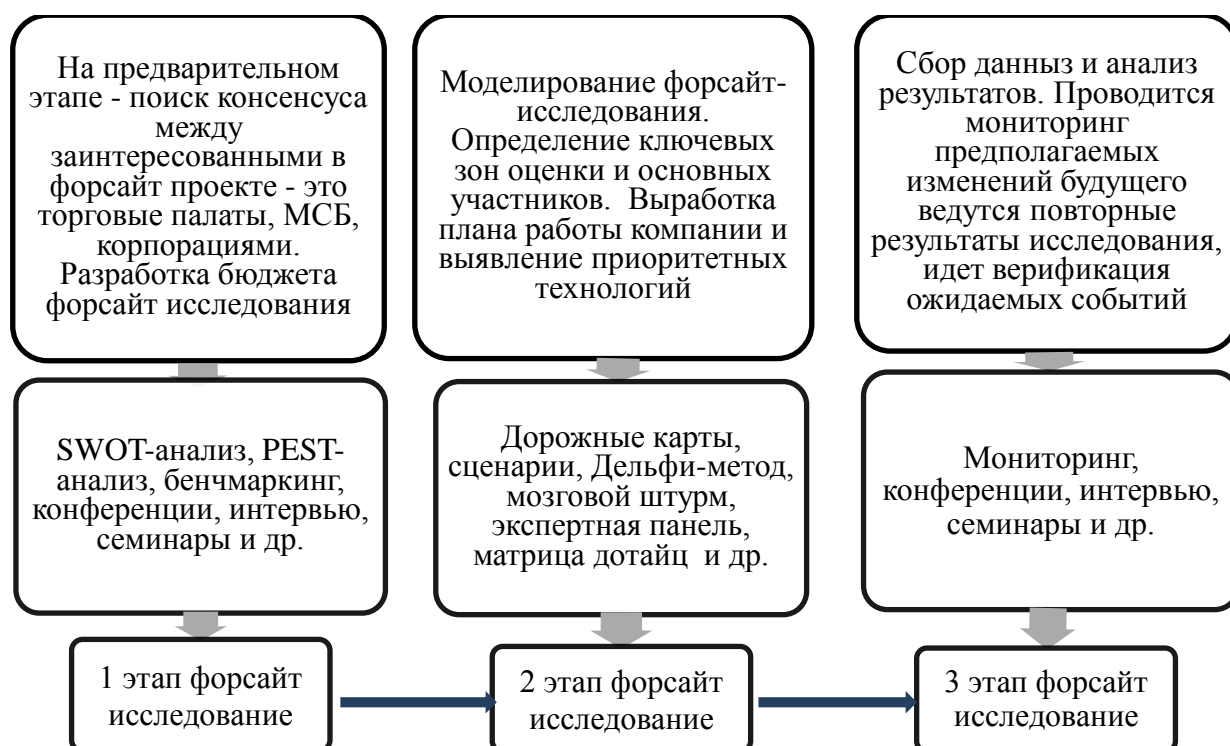 На предварительном
этапе - поиск консенсуса
между
заинтересованными в
форсайт проекте - это
торговые палаты, МСБ,
корпорациями.
Разработка бюджета
форсайт исследования
SWOT-анализ, PEST-
анализ, бенчмаркинг,
конференции, интервью,
семинары и др.
1 этап форсайт
исследование
Моделирование форсайт-
исследования.
Определение ключевых
зон оценки и основных
участников.  Выработка
плана работы компании и
выявление приоритетных
технологий
Дорожные карты,
сценарии, Дельфи-метод,
мозговой штурм,
экспертная панель,
матрица дотайц  и др.
2 этап форсайт
исследование
Сбор данныз и анализ
результатов. Проводится
мониторинг
предполагаемых
изменений будущего
ведутся повторные
результаты исследования,
идет верификация
ожидаемых событий
Мониторинг,
конференции, интервью,
семинары и др.
3 этап форсайт
исследование